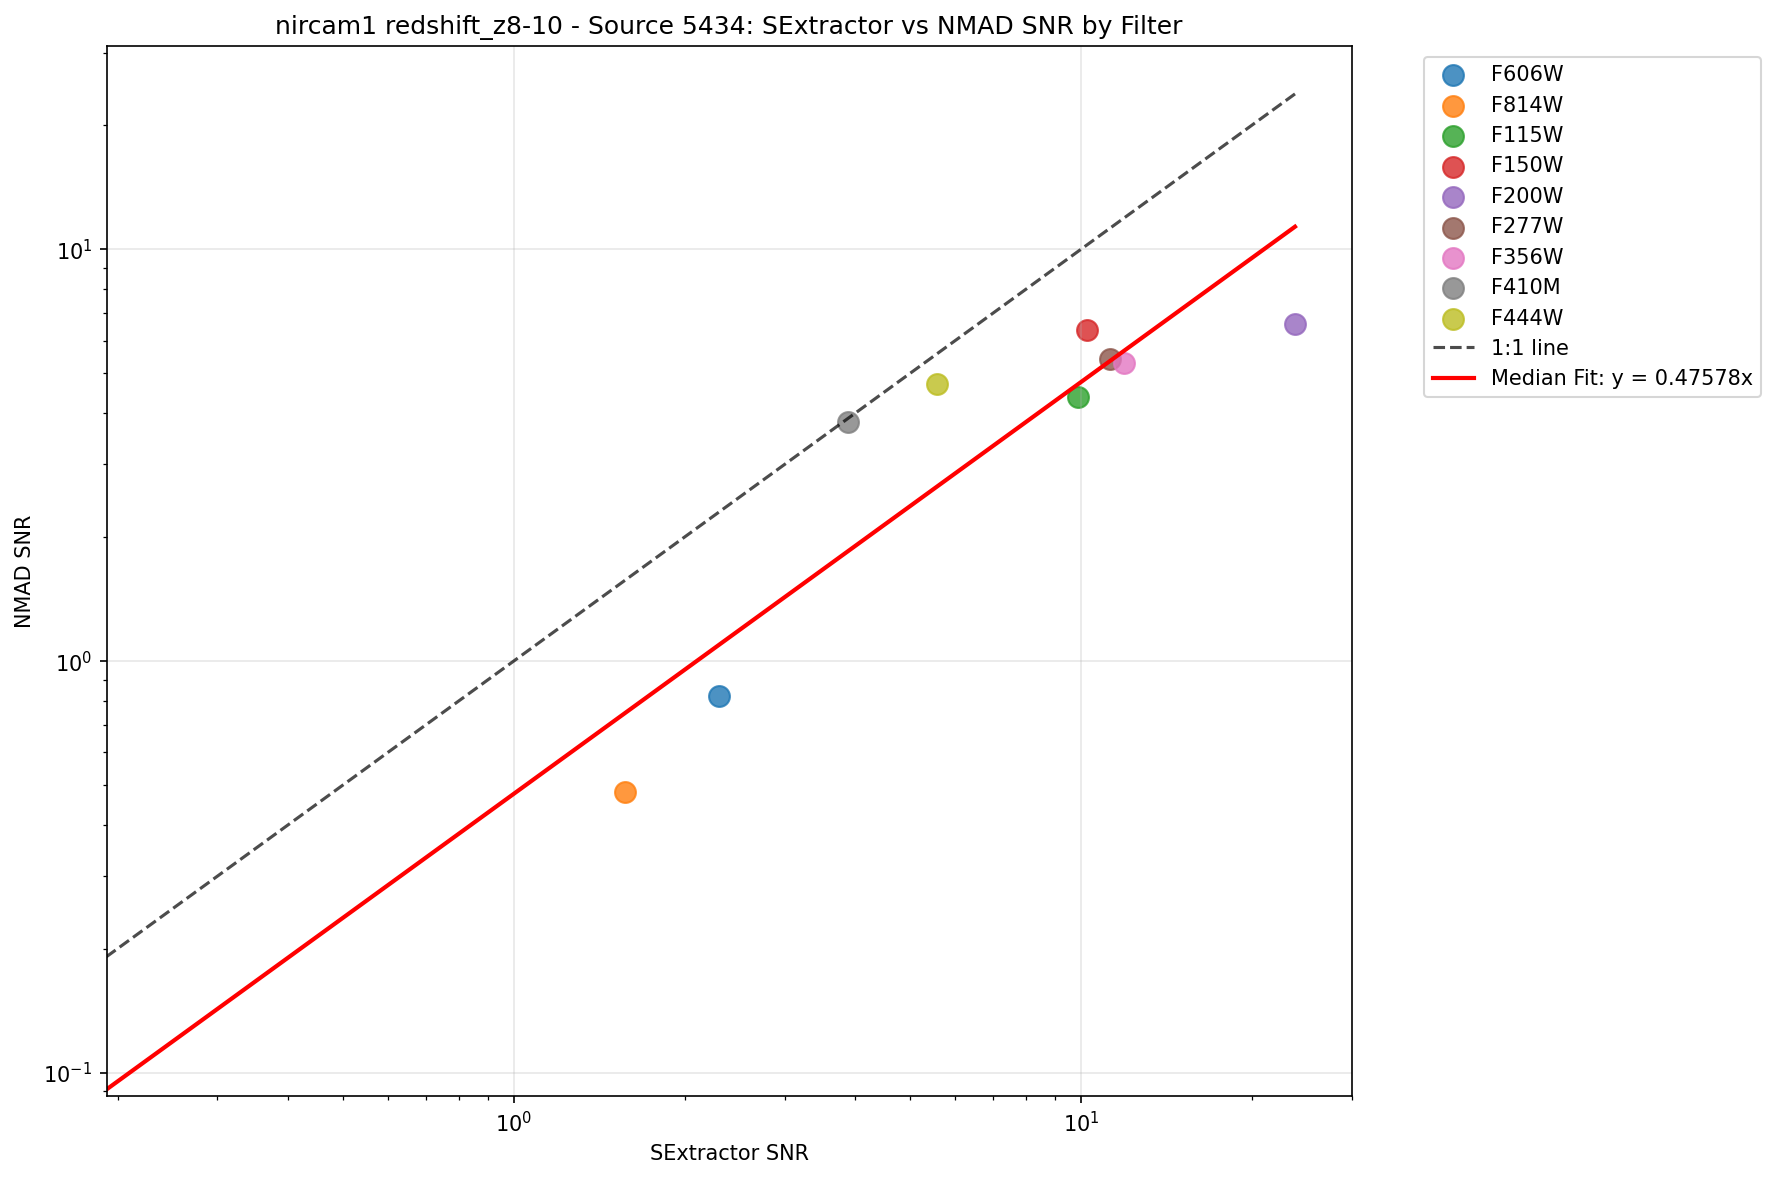 nircam1 redshift_z8-10 - Source 5434: SExtractor vs NMAD SNR by Filter
NMAD SNR
10¹
10⁰
10⁻¹
10⁰
10¹
SExtractor SNR
F606W
F814W
F115W
F150W
F200W
F277W
F356W
F410M
F444W
1:1 line
Median Fit: y = 0.47578x